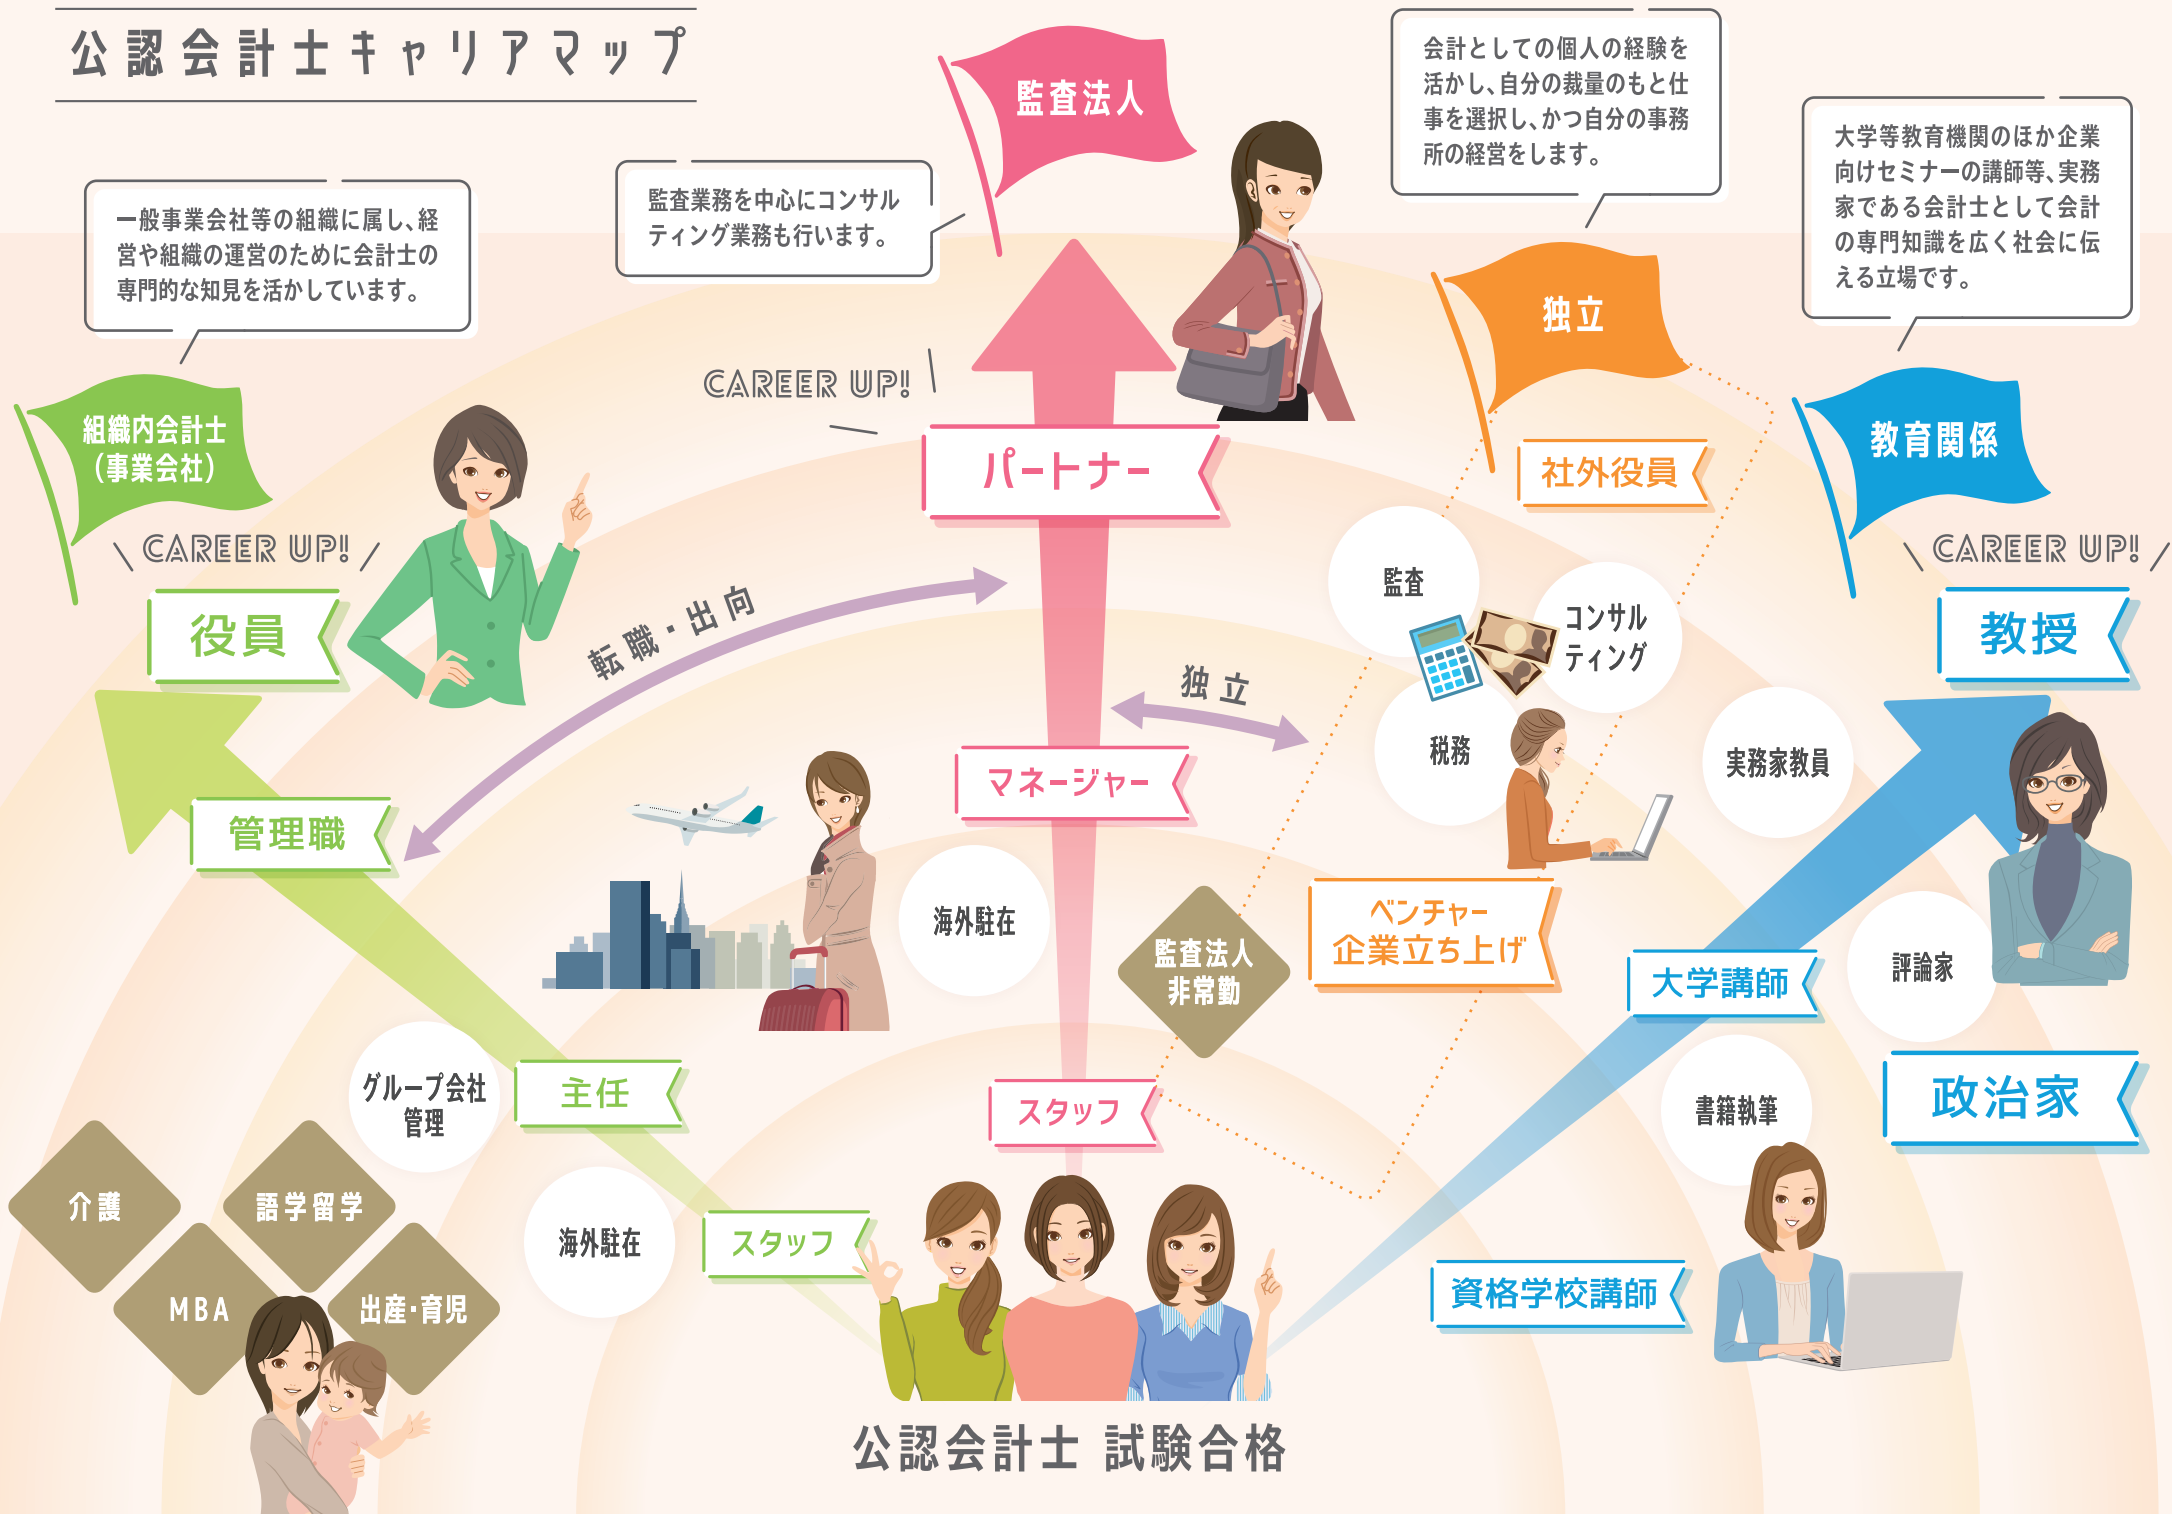 公認会計士キャリアマップ
監査法人
会計としての個人の経験を
活かし、自分の裁量のもと仕
事を選択し、かつ自分の事務
所の経営をします。
大学等教育機関のほか企業
向けセミナーの講師等、実務
家である会計士として会計
の専門知識を広く社会に伝
える立場です。
一般事業会社等の組織に属し、経
営や組織の運営のために会計士の
専門的な知見を活かしています。
監査業務を中心にコンサル
ティング業務も行います。
独立
CAREER UP!
組織内会計士
（事業会社）
教育関係
パートナー
社外役員
CAREER UP!
CAREER UP!
役員
転職・出向
監査
コンサル
ティング
教授
独立
税務
実務家教員
マネージャー
管理職
海外駐在
監査法人
非常勤
ベンチャー
企業立ち上げ
大学講師
評論家
グループ会社
管理
主任
スタッフ
書籍執筆
政治家
介護
語学留学
海外駐在
スタッフ
MBA
出産・育児
資格学校講師
公認会計士 試験合格